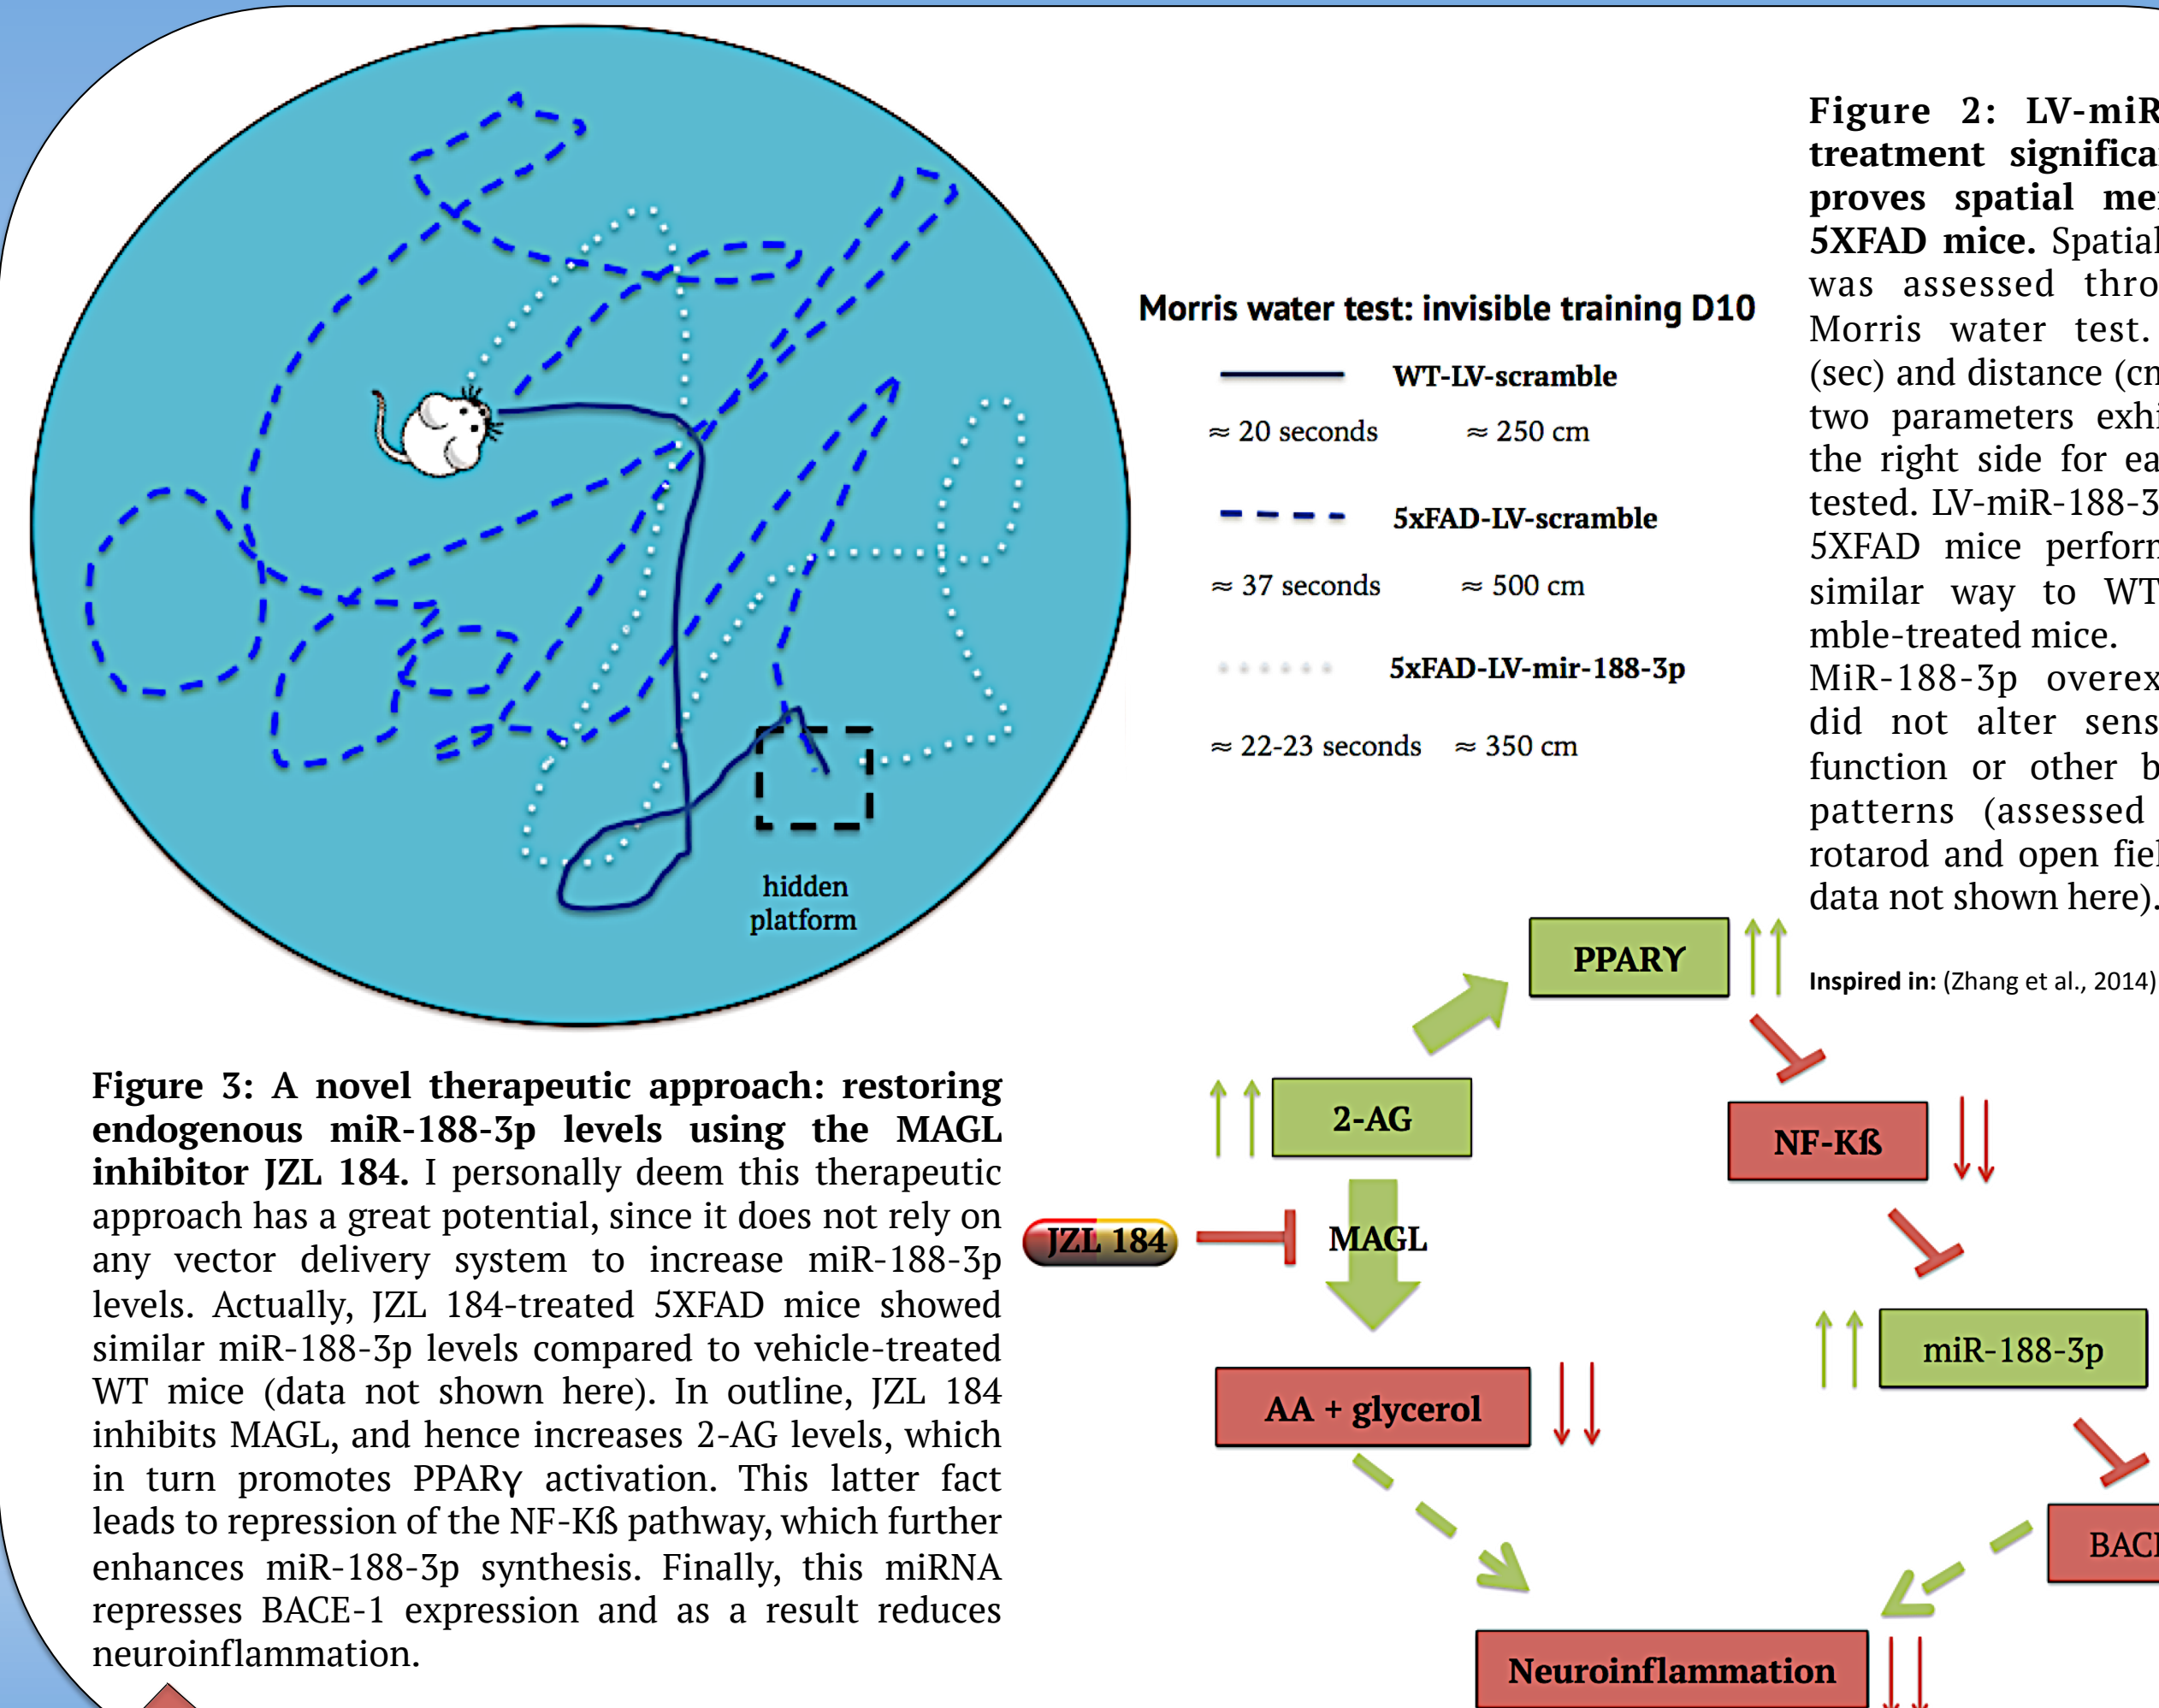 hidden
platform
Morris water test: invisible training D10
WT-LV-scramble
≈ 20 seconds ≈ 250 cm
5xFAD-LV-scramble
≈ 37 seconds ≈ 500 cm
5xFAD-LV-mir-188-3p
≈ 22-23 seconds ≈ 350 cm
Figure 2: LV-miR
treatment significa
proves spatial me
5XFAD mice. Spatial
was assessed thro
Morris water test.
(sec) and distance (c
two parameters exhi
the right side for ea
tested. LV-miR-188-3
5XFAD mice perfor
similar way to WT
mble-treated mice.
MiR-188-3p overex
did not alter sens
function or other b
patterns (assessed
rotarod and open fiel
data not shown here).
Inspired in: (Zhang et al., 2014)
Figure 3: A novel therapeutic approach: restoring
endogenous miR-188-3p levels using the MAGL
inhibitor JZL 184. I personally deem this therapeutic
approach has a great potential, since it does not rely on
any vector delivery system to increase miR-188-3p
levels. Actually, JZL 184-treated 5XFAD mice showed
similar miR-188-3p levels compared to vehicle-treated
WT mice (data not shown here). In outline, JZL 184
inhibits MAGL, and hence increases 2-AG levels, which
in turn promotes PPARγ activation. This latter fact
leads to repression of the NF-Kß pathway, which further
enhances miR-188-3p synthesis. Finally, this miRNA
represses BACE-1 expression and as a result reduces
neuroinflammation.
PPARγ
2-AG
NF-Kß
JZL 184
MAGL
miR-188-3p
AA + glycerol
BACE
Neuroinflammation